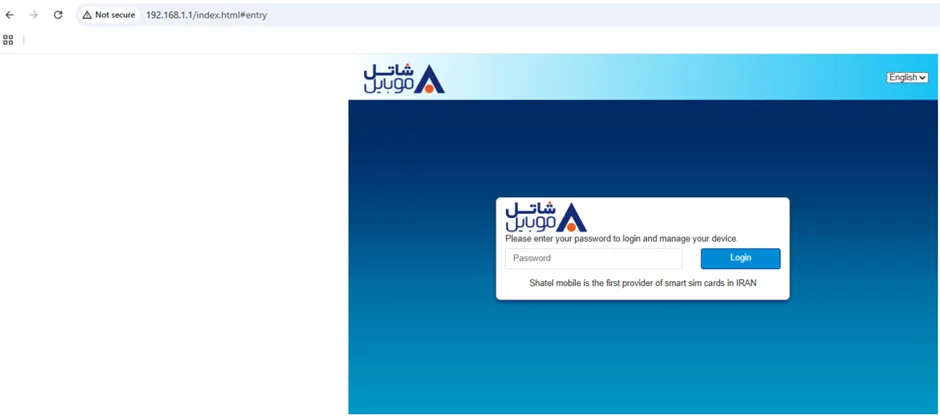 Not secure 192.168.1.1/index.html#entry
شاتل
موبایل
English
شاتل
موبایل
Please enter your password to login and manage your device.
Password Login
Shatel mobile is the first provider of smart sim cards in IRAN